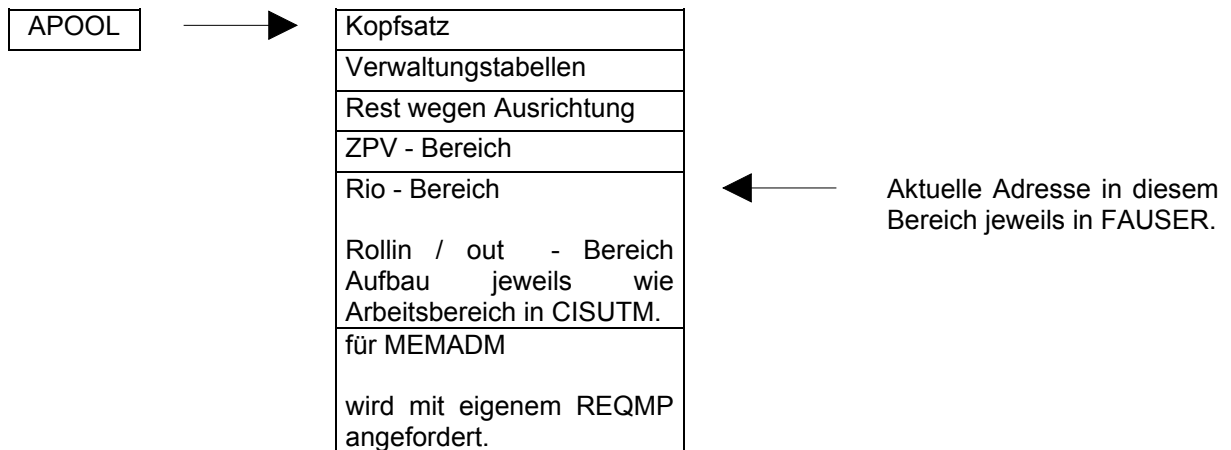 APOOL
Kopfsatz
Verwaltungstabellen
Rest wegen Ausrichtung
ZPV - Bereich
Rio - Bereich
Aktuelle Adresse in diesem
Bereich jeweils in FAUSER.
Rollin / out - Bereich
Aufbau jeweils wie
Arbeitsbereich in CISUTM.
für MEMADM
wird mit eigenem REQMP
angefordert.